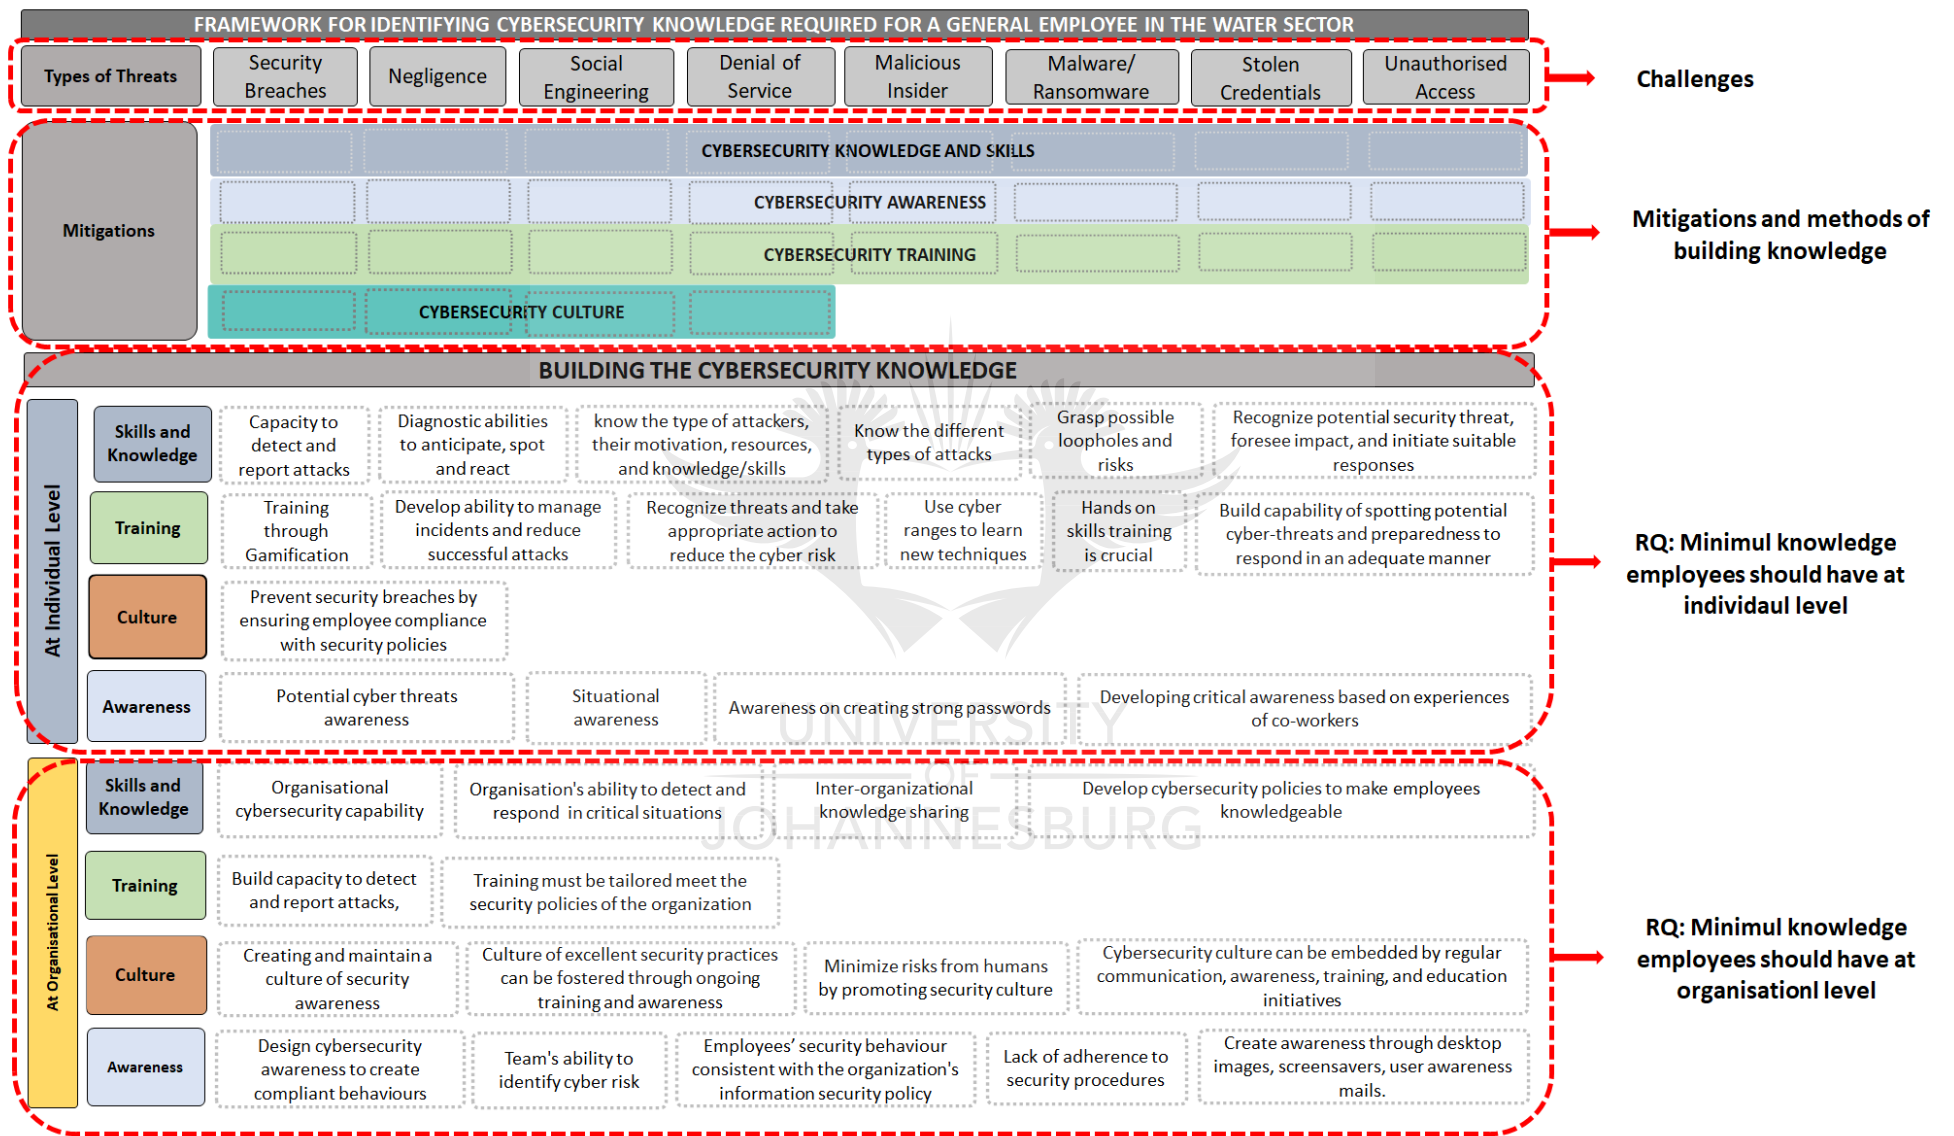 FRAMEWORK FOR IDENTIFYING CYBERSECURITY KNOWLEDGE REQUIRED FOR A GENERAL EMPLOYEE IN THE WATER SECTOR
Types of Threats
Security
Breaches
Negligence
Social
Engineering
Denial of
Service
Malicious
Insider
Malware/
Ransomware
Stolen
Credentials
Unauthorised
Access
Challenges
Mitigations
CYBERSECURITY KNOWLEDGE AND SKILLS
CYBERSECURITY AWARENESS
CYBERSECURITY TRAINING
CYBERSECURITY CULTURE
Mitigations and methods of
building knowledge
BUILDING THE CYBERSECURITY KNOWLEDGE
At Individual Level
Skills and
Knowledge
Capacity to
detect and
report attacks
Diagnostic abilities
to anticipate, spot
and react
know the type of attackers,
their motivation, resources,
and knowledge/skills
Know the different
types of attacks
Grasp possible
loopholes and
risks
Recognize potential security threat,
foresee impact, and initiate suitable
responses
Training
Training
through
Gamification
Develop ability to manage
incidents and reduce
successful attacks
Recognize threats and take
appropriate action to
reduce the cyber risk
Use cyber
ranges to learn
new techniques
Hands on
skills training
is crucial
Build capability of spotting potential
cyber-threats and preparedness to
respond in an adequate manner
Culture
Prevent security breaches by
ensuring employee compliance
with security policies
Awareness
Potential cyber threats
awareness
Situational
awareness
Awareness on creating strong passwords
Developing critical awareness based on experiences
of co-workers
RQ: Minimul knowledge
employees should have at
individaul level
At Organisational Level
Skills and
Knowledge
Organisational
cybersecurity capability
Organisation's ability to detect and
respond in critical situations
Inter-organizational
knowledge sharing
Develop cybersecurity policies to make employees
knowledgeable
Training
Build capacity to detect
and report attacks,
Training must be tailored meet the
security policies of the organization
Culture
Creating and maintain a
culture of security
awareness
Culture of excellent security practices
can be fostered through ongoing
training and awareness
Minimize risks from humans
by promoting security culture
Cybersecurity culture can be embedded by regular
communication, awareness, training, and education
initiatives
Awareness
Design cybersecurity
awareness to create
compliant behaviours
Team's ability to
identify cyber risk
Employees’ security behaviour
consistent with the organization's
information security policy
Lack of adherence to
security procedures
Create awareness through desktop
images, screensavers, user awareness
mails.
RQ: Minimul knowledge
employees should have at
organisationl level
UNIVERSITY
OF
JOHANNESBURG